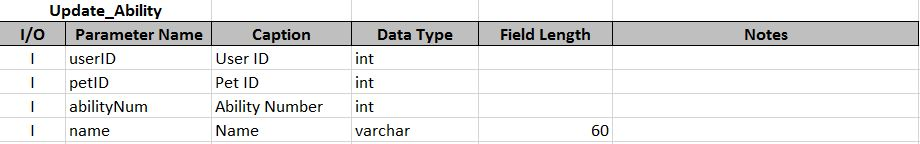 Update_Ability
I/O Parameter Name Caption Data Type Field Length Notes
I userID User ID int
I petID Pet ID int
I abilityNum Ability Number int
I name Name varchar 60